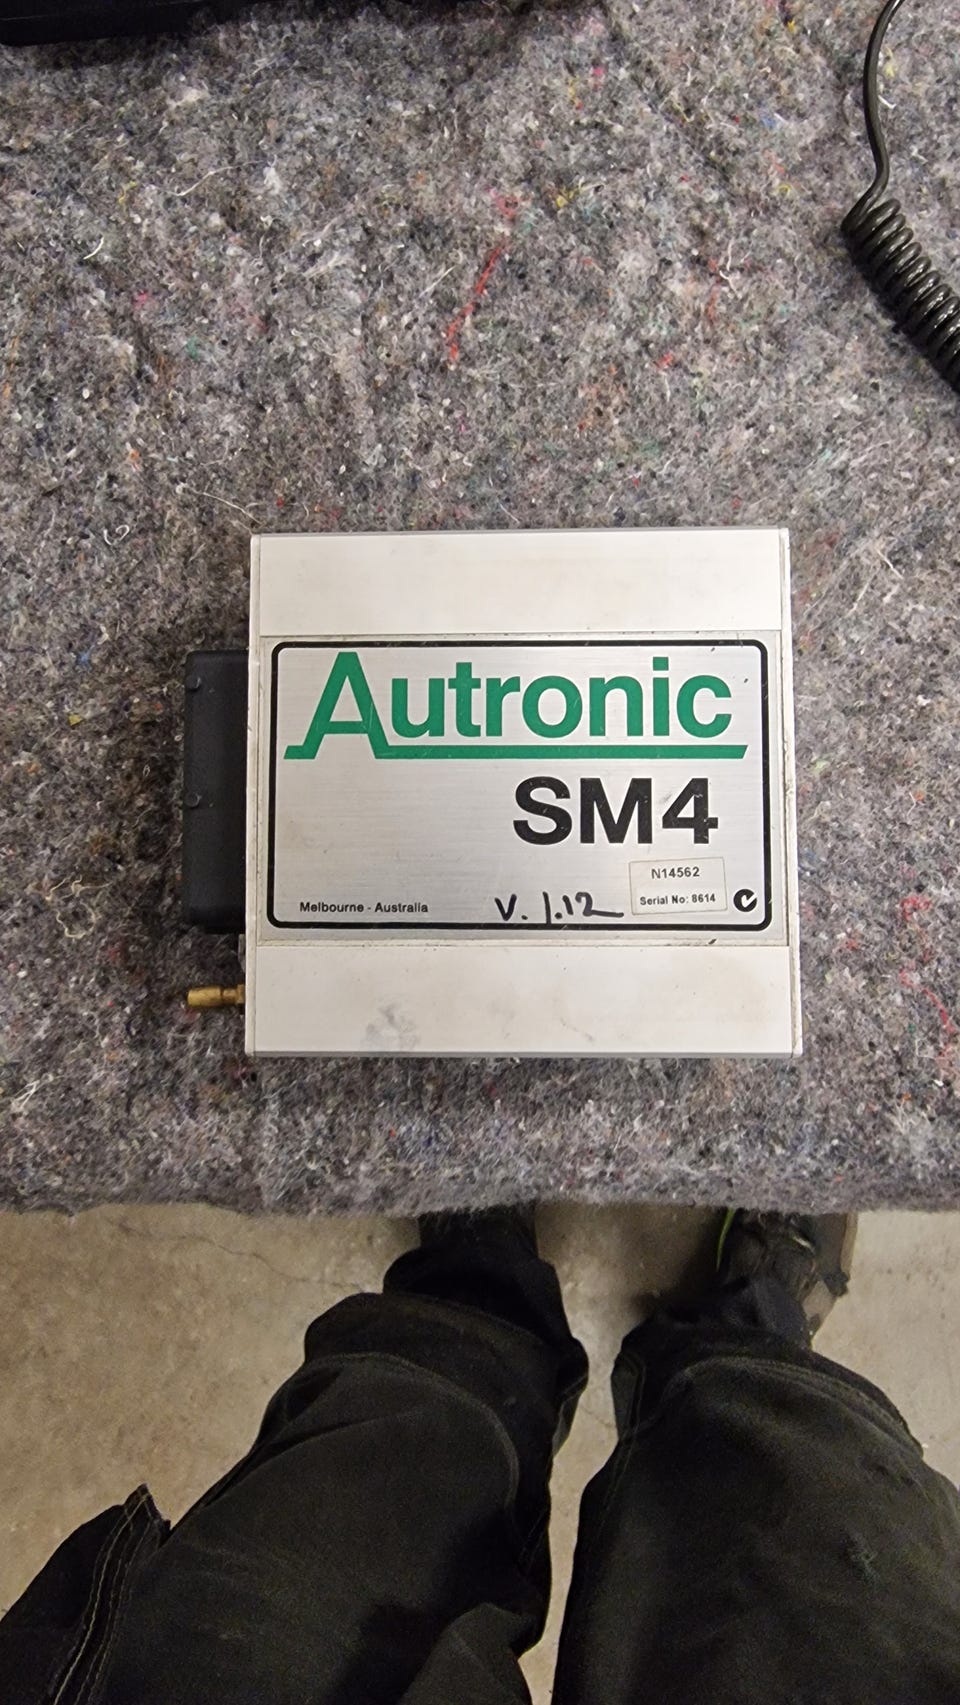 Autronic
SM4
N14562
Serial No: 8614
Melbourne - Australia
V. 1.12